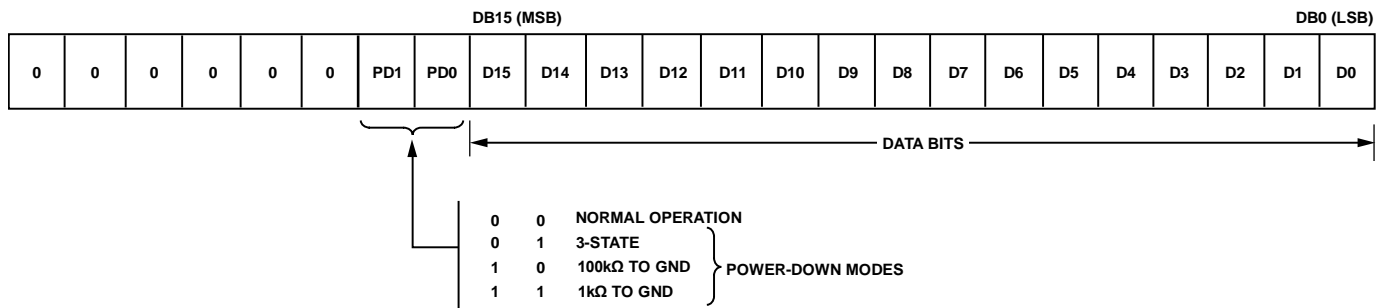 DB15 (MSB) DB0 (LSB)
0 0 0 0 0 0 PD1 PD0 D15 D14 D13 D12 D11 D10 D9 D8 D7 D6 D5 D4 D3 D2 D1 D0
DATA BITS
0 0 NORMAL OPERATION
0 1 3-STATE
1 0 100kΩ TO GND
POWER-DOWN MODES
1 1 1kΩ TO GND